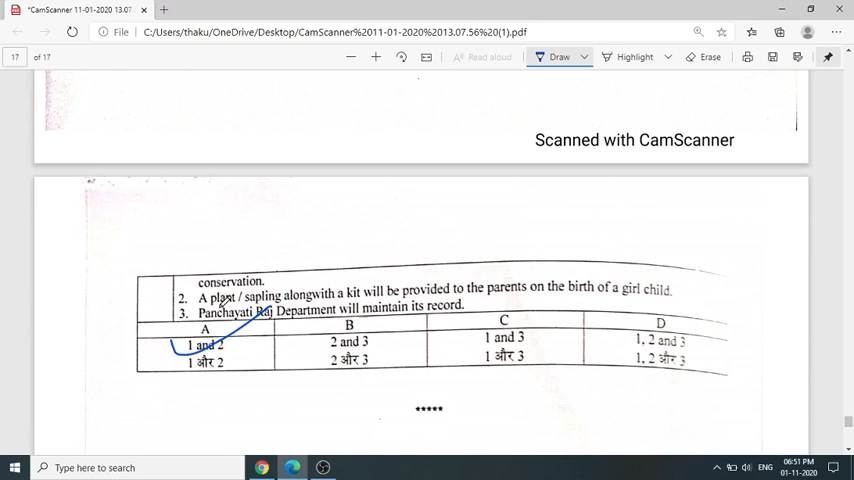 *CamScanner 11-01-2020 13.07.5
File
C:/Users/thaku/OneDrive/Desktop/CamScanner%2011-01-2020%2013.07.56%20(1).pdf
17 of 17
Read aloud
Draw
Highlight
Erase
Scanned with CamScanner
conservation.
2. A plant / sapling alongwith a kit will be provided to the parents on the birth of a girl child.
3. Panchayati Raj Department will maintain its record.
A B C D
1 and 2 2 and 3 1 and 3 1, 2 and 3
1 और 2 2 और 3 1 और 3 1, 2 और 3
*****
Type here to search
ENG
06:51 PM
01-11-2020